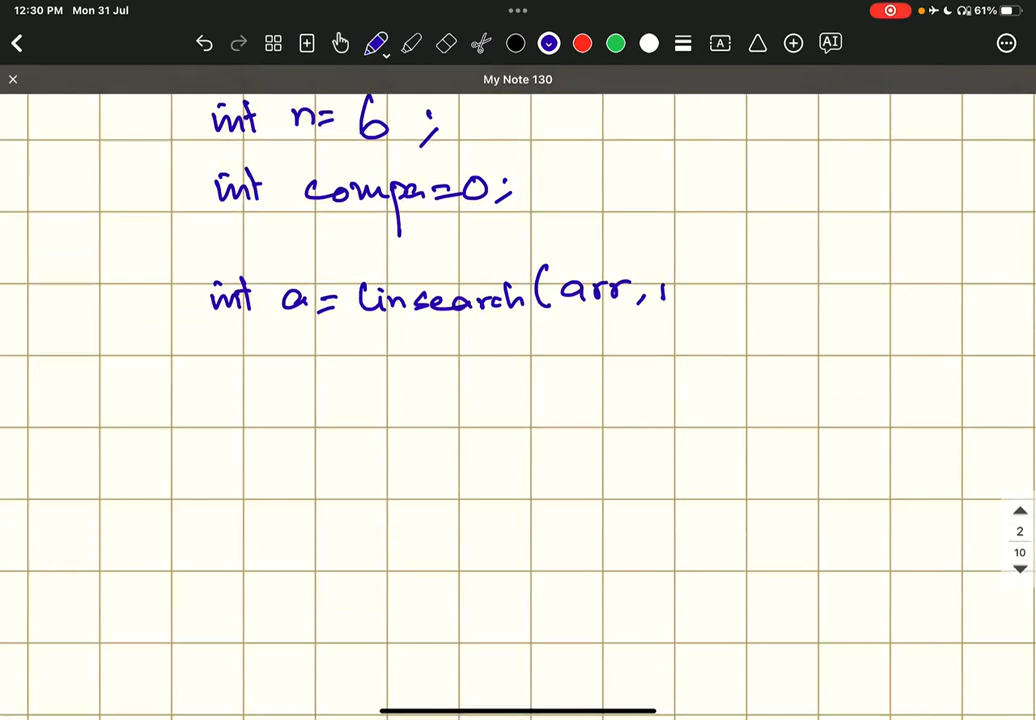 12:30 PM Mon 31 Jul
61%
A
AI
My Note 130
int n= 6 ;
int compa=0;
int a= linsearch( arr,
2
10